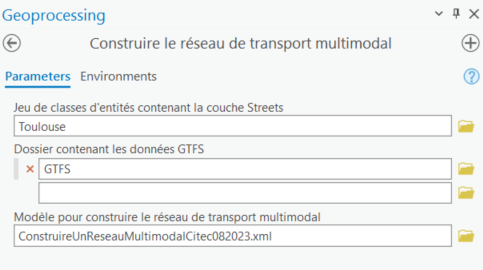 Geoprocessing
Construire le réseau de transport multimodal
Parameters Environments
Jeu de classes d'entités contenant la couche Streets
Toulouse
Dossier contenant les données GTFS
GTFS
Modèle pour construire le réseau de transport multimodal
ConstruireUnReseauMultimodalCitec082023.xml